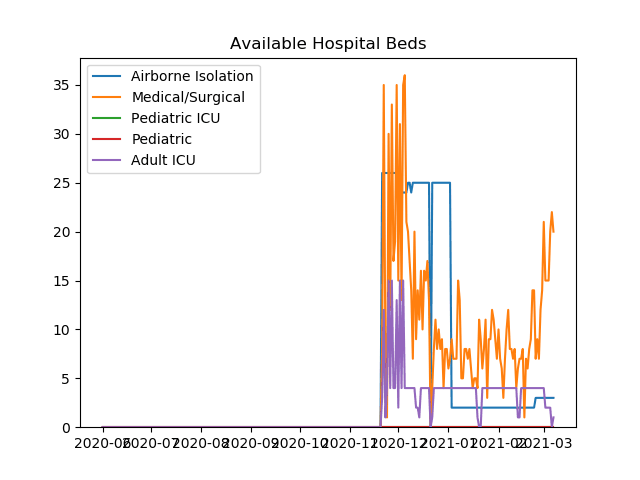 Available Hospital Beds
Airborne Isolation
Medical/Surgical
Pediatric ICU
Pediatric
Adult ICU
35
30
25
20
15
10
5
0
2020-06 2020-07 2020-08 2020-09 2020-10 2020-11 2020-12 2021-01 2021-02 2021-03